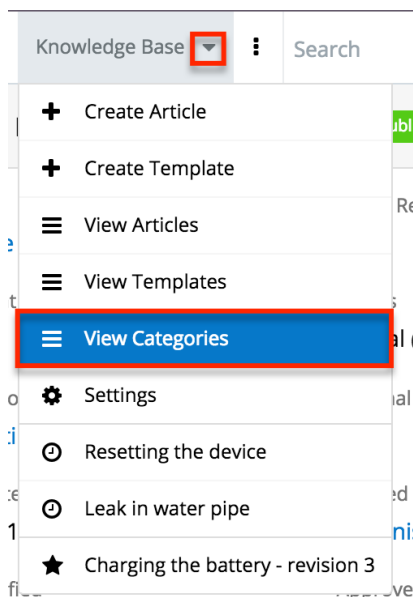 Knowledge Base
Search
Create Article
Create Template
View Articles
View Templates
View Categories
Settings
Resetting the device
Leak in water pipe
Charging the battery - revision 3